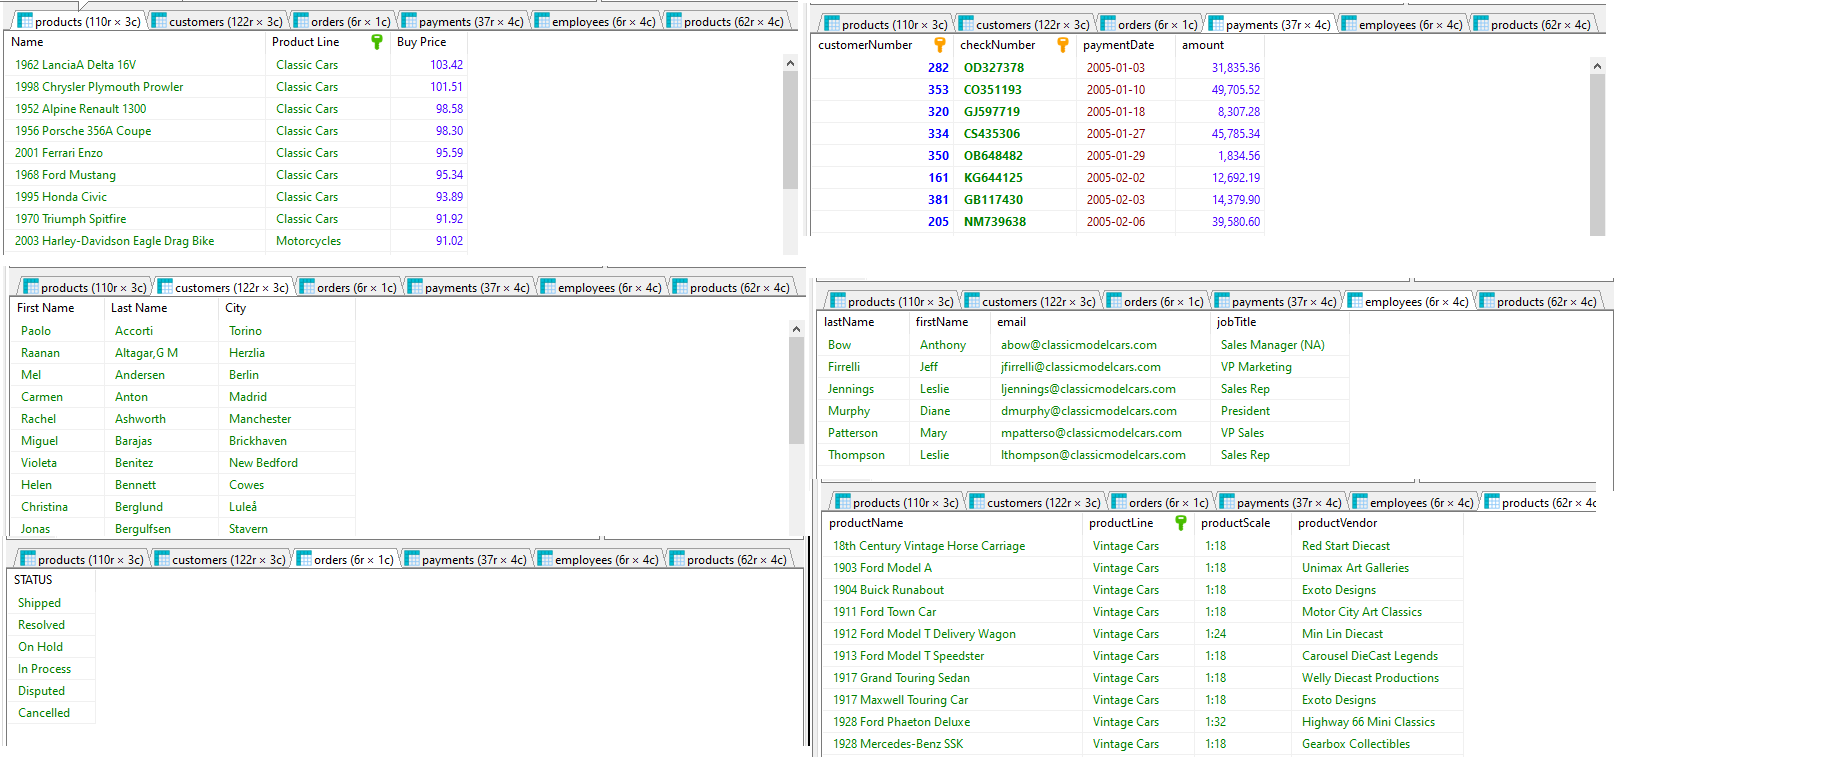 products (110r × 3c) customers (122r × 3c) orders (6r × 1c) payments (37r × 4c) employees (6r × 4c) products (62r × 4c)
Name Product Line Buy Price
1962 LanciaA Delta 16V Classic Cars 103.42
1998 Chrysler Plymouth Prowler Classic Cars 101.51
1952 Alpine Renault 1300 Classic Cars 98.58
1956 Porsche 356A Coupe Classic Cars 98.30
2001 Ferrari Enzo Classic Cars 95.59
1968 Ford Mustang Classic Cars 95.34
1995 Honda Civic Classic Cars 93.89
1970 Triumph Spitfire Classic Cars 91.92
2003 Harley-Davidson Eagle Drag Bike Motorcycles 91.02
products (110r × 3c) customers (122r × 3c) orders (6r × 1c) payments (37r × 4c) employees (6r × 4c) products (62r × 4c)
customerNumber checkNumber paymentDate amount
282 OD327378 2005-01-03 31,835.36
353 CO351193 2005-01-10 49,705.52
320 GJ597719 2005-01-18 8,307.28
334 CS435306 2005-01-27 45,785.34
350 OB648482 2005-01-29 1,834.56
161 KG644125 2005-02-02 12,692.19
381 GB117430 2005-02-03 14,379.90
205 NM739638 2005-02-06 39,580.60
products (110r × 3c) customers (122r × 3c) orders (6r × 1c) payments (37r × 4c) employees (6r × 4c) products (62r × 4c)
First Name Last Name City
Paolo Accorti Torino
Raanan Altagar,G M Herzlia
Mel Andersen Berlin
Carmen Anton Madrid
Rachel Ashworth Manchester
Miguel Barajas Brickhaven
Violeta Benitez New Bedford
Helen Bennett Cowes
Christina Berglund Luleå
Jonas Bergulfsen Stavern
products (110r × 3c) customers (122r × 3c) orders (6r × 1c) payments (37r × 4c) employees (6r × 4c) products (62r × 4c)
lastName firstName email jobTitle
Bow Anthony abow@classicmodelcars.com Sales Manager (NA)
Firrelli Jeff jfirrelli@classicmodelcars.com VP Marketing
Jennings Leslie ljennings@classicmodelcars.com Sales Rep
Murphy Diane dmurphy@classicmodelcars.com President
Patterson Mary mpatterso@classicmodelcars.com VP Sales
Thompson Leslie lthompson@classicmodelcars.com Sales Rep
products (110r × 3c) customers (122r × 3c) orders (6r × 1c) payments (37r × 4c) employees (6r × 4c) products (62r × 4c)
STATUS
Shipped
Resolved
On Hold
In Process
Disputed
Cancelled
products (110r × 3c) customers (122r × 3c) orders (6r × 1c) payments (37r × 4c) employees (6r × 4c) products (62r × 4c
productName productLine productScale productVendor
18th Century Vintage Horse Carriage Vintage Cars 1:18 Red Start Diecast
1903 Ford Model A Vintage Cars 1:18 Unimax Art Galleries
1904 Buick Runabout Vintage Cars 1:18 Exoto Designs
1911 Ford Town Car Vintage Cars 1:18 Motor City Art Classics
1912 Ford Model T Delivery Wagon Vintage Cars 1:24 Min Lin Diecast
1913 Ford Model T Speedster Vintage Cars 1:18 Carousel DieCast Legends
1917 Grand Touring Sedan Vintage Cars 1:18 Welly Diecast Productions
1917 Maxwell Touring Car Vintage Cars 1:18 Exoto Designs
1928 Ford Phaeton Deluxe Vintage Cars 1:32 Highway 66 Mini Classics
1928 Mercedes-Benz SSK Vintage Cars 1:18 Gearbox Collectibles